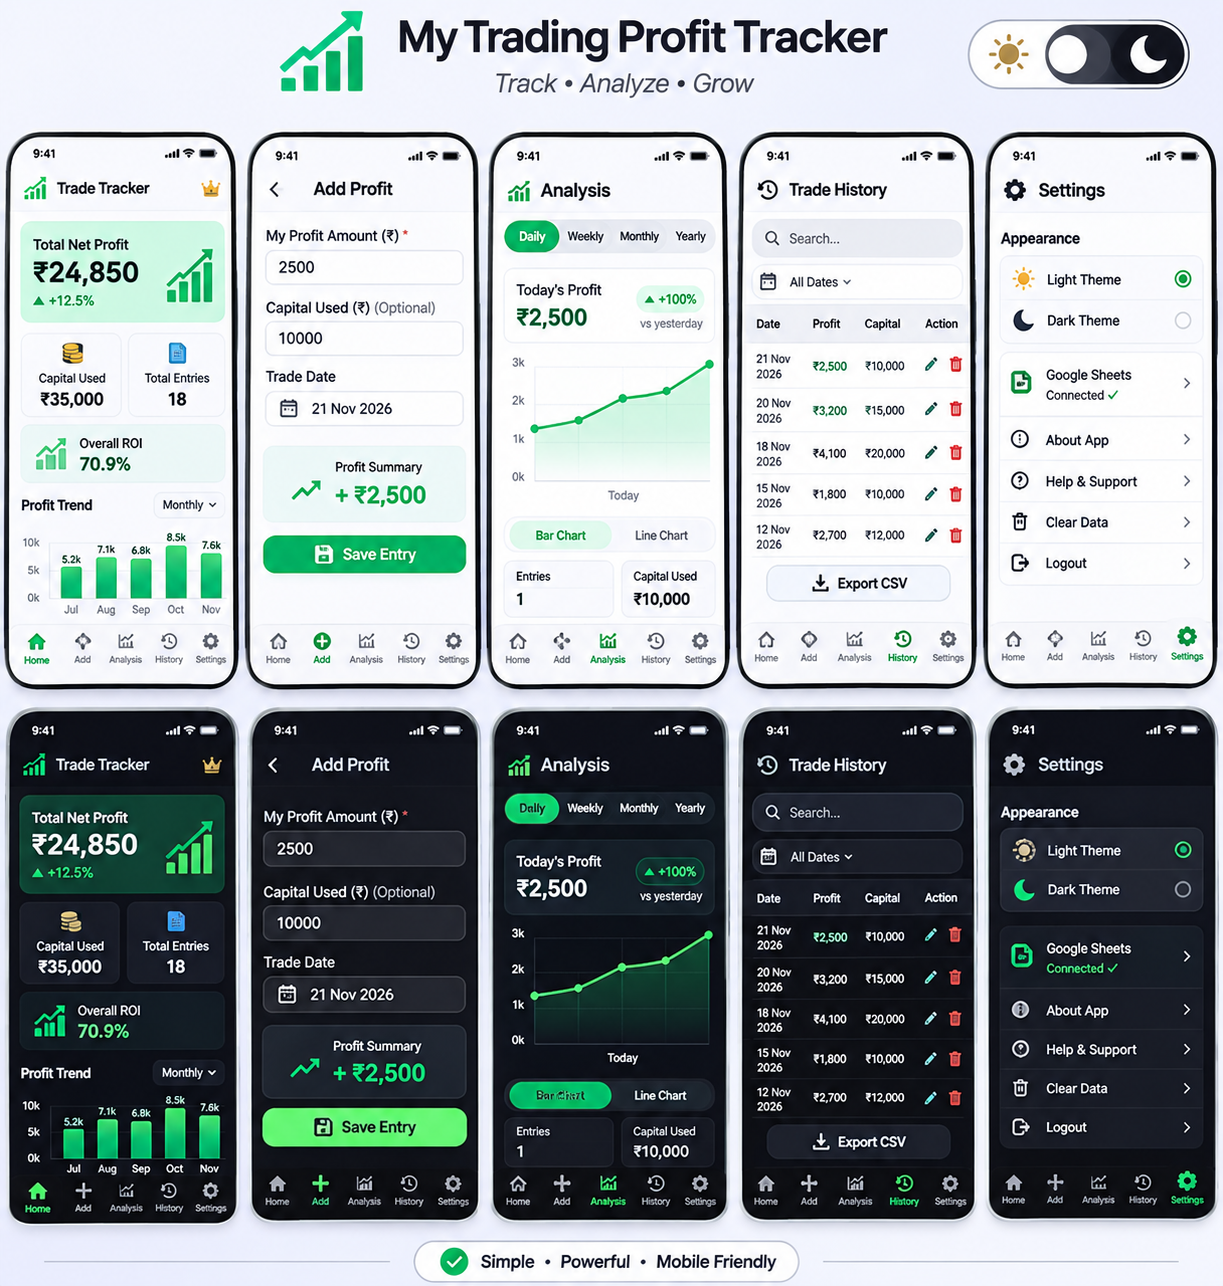 My Trading Profit Tracker
Track • Analyze • Grow
9:41
Trade Tracker
Total Net Profit
₹24,850
▲ +12.5%
Capital Used
₹35,000
Total Entries
18
Overall ROI
70.9%
Profit Trend
Monthly
10k
5k
0k
5.2k
7.1k
6.8k
8.5k
7.6k
Jul
Aug
Sep
Oct
Nov
Home
Add
Analysis
History
Settings
9:41
Add Profit
My Profit Amount (₹) *
2500
Capital Used (₹) (Optional)
10000
Trade Date
21 Nov 2026
Profit Summary
+ ₹2,500
Save Entry
Home
Add
Analysis
History
Settings
9:41
Analysis
Daily
Weekly
Monthly
Yearly
Today's Profit
₹2,500
▲ +100%
vs yesterday
3k
2k
1k
0k
Today
Bar Chart
Line Chart
Entries
1
Capital Used
₹10,000
Home
Add
Analysis
History
Settings
9:41
Trade History
Search...
All Dates
Date Profit Capital Action
21 Nov
2026
₹2,500 ₹10,000
20 Nov
2026
₹3,200 ₹15,000
18 Nov
2026
₹4,100 ₹20,000
15 Nov
2026
₹1,800 ₹10,000
12 Nov
2026
₹2,700 ₹12,000
Export CSV
Home
Add
Analysis
History
Settings
9:41
Settings
Appearance
Light Theme
Dark Theme
Google Sheets
Connected ✓
About App
Help & Support
Clear Data
Logout
Home
Add
Analysis
History
Settings
9:41
Trade Tracker
Total Net Profit
₹24,850
▲ +12.5%
Capital Used
₹35,000
Total Entries
18
Overall ROI
70.9%
Profit Trend
Monthly
10k
5k
0k
5.2k
7.1k
6.8k
8.5k
7.6k
Jul
Aug
Sep
Oct
Nov
Home
Add
Analysis
History
Settings
9:41
Add Profit
My Profit Amount (₹) *
2500
Capital Used (₹) (Optional)
10000
Trade Date
21 Nov 2026
Profit Summary
+ ₹2,500
Save Entry
Home
Add
Analysis
History
Settings
9:41
Analysis
Daily
Weekly
Monthly
Yearly
Today's Profit
₹2,500
▲ +100%
vs yesterday
3k
2k
1k
0k
Today
Bar Chart
Line Chart
Entries
1
Capital Used
₹10,000
Home
Add
Analysis
History
Settings
9:41
Trade History
Search...
All Dates
Date Profit Capital Action
21 Nov
2026
₹2,500 ₹10,000
20 Nov
2026
₹3,200 ₹15,000
18 Nov
2026
₹4,100 ₹20,000
15 Nov
2026
₹1,800 ₹10,000
12 Nov
2026
₹2,700 ₹12,000
Export CSV
Home
Add
Analysis
History
Settings
9:41
Settings
Appearance
Light Theme
Dark Theme
Google Sheets
Connected ✓
About App
Help & Support
Clear Data
Logout
Home
Add
Analysis
History
Settings
Simple • Powerful • Mobile Friendly